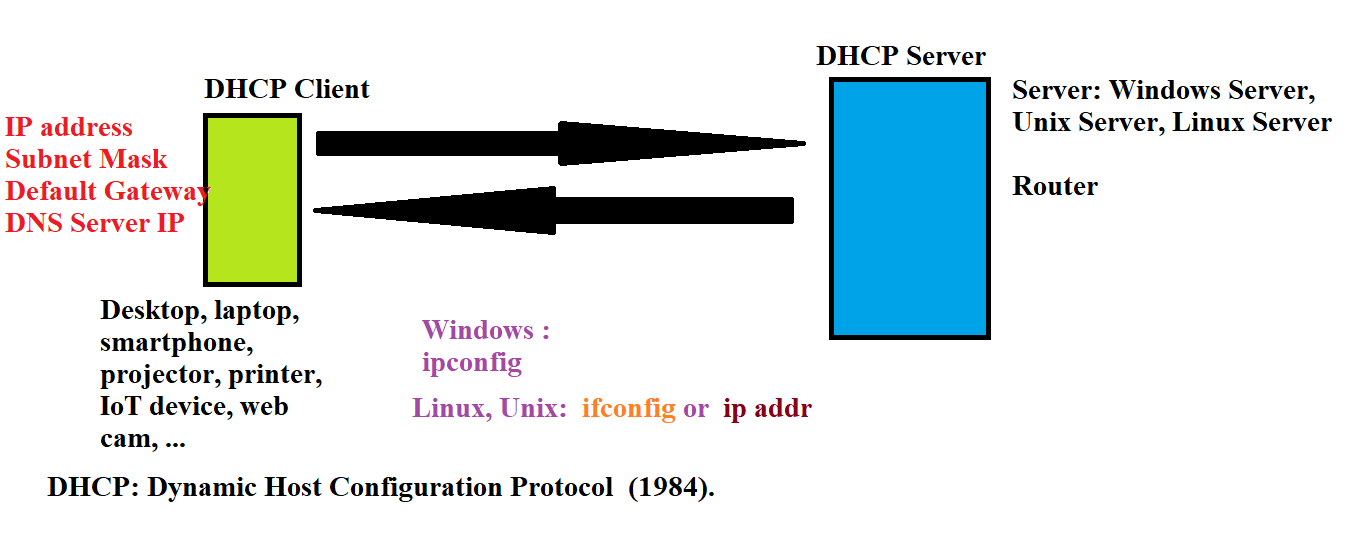 DHCP Server
DHCP Client
Server: Windows Server,
Unix Server, Linux Server
Router
IP address
Subnet Mask
Default Gateway
DNS Server IP
Desktop, laptop,
smartphone,
projector, printer,
IoT device, web
cam, ...
Windows :
ipconfig
Linux, Unix: ifconfig or ip addr
DHCP: Dynamic Host Configuration Protocol (1984).